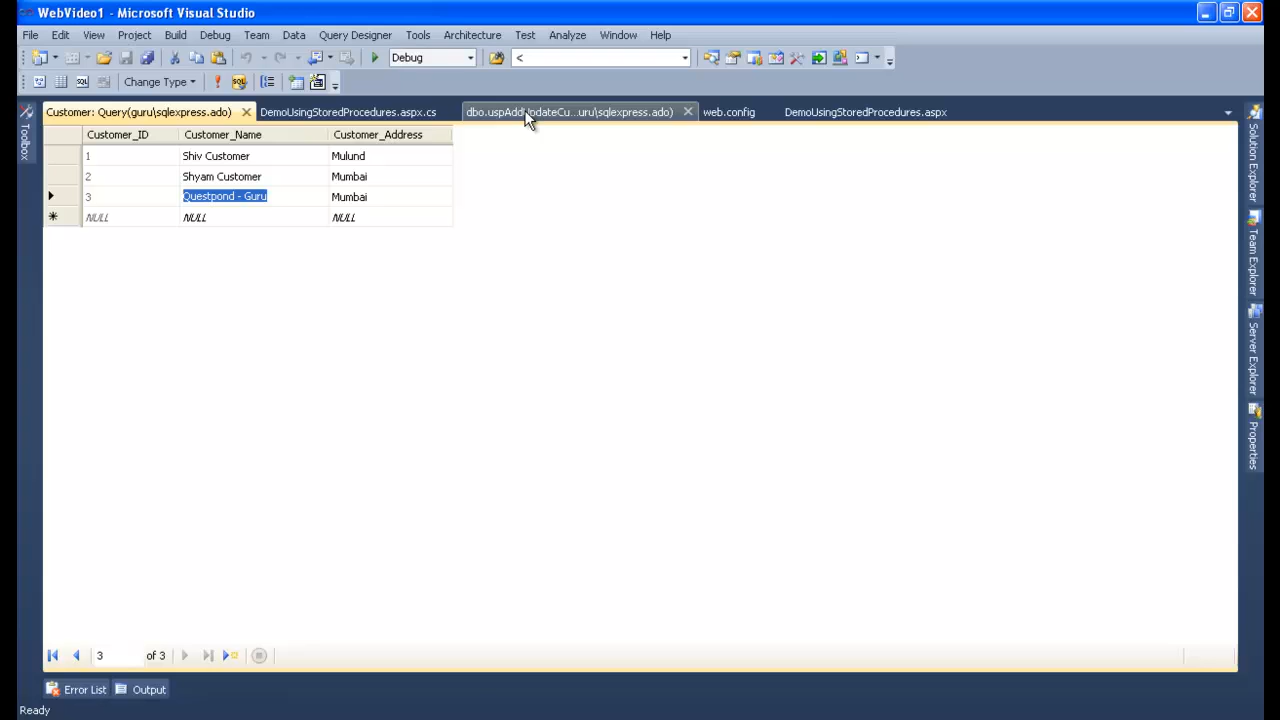 WebVideo1 - Microsoft Visual Studio
File Edit View Project Build Debug Team Data Query Designer Tools Architecture Test Analyze Window Help
Debug <
SQL Change Type SQL
Customer: Query(guru\sqlexpress.ado) DemoUsingStoredProcedures.aspx.cs dbo.uspAddUpdateCu...uru\sqlexpress.ado) web.config DemoUsingStoredProcedures.aspx
Customer_ID Customer_Name Customer_Address
1 Shiv Customer Mulund
2 Shyam Customer Mumbai
3 Questpond - Guru Mumbai
NULL NULL NULL
Toolbox
Solution Explorer
Team Explorer
Server Explorer
Properties
3 of 3
Error List Output
Ready